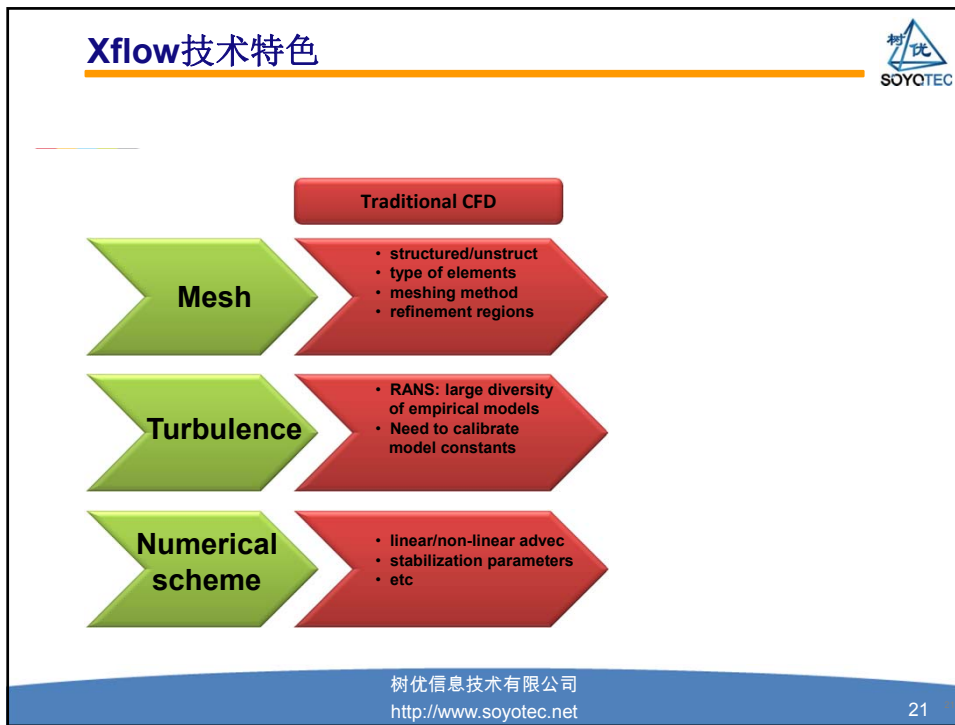 Xflow技术特色
树优
SOYOTEC
Traditional CFD
Mesh
• structured/unstruct
• type of elements
• meshing method
• refinement regions
Turbulence
• RANS: large diversity
of empirical models
• Need to calibrate
model constants
Numerical
scheme
• linear/non-linear advec
• stabilization parameters
• etc
树优信息技术有限公司
http://www.soyotec.net
21